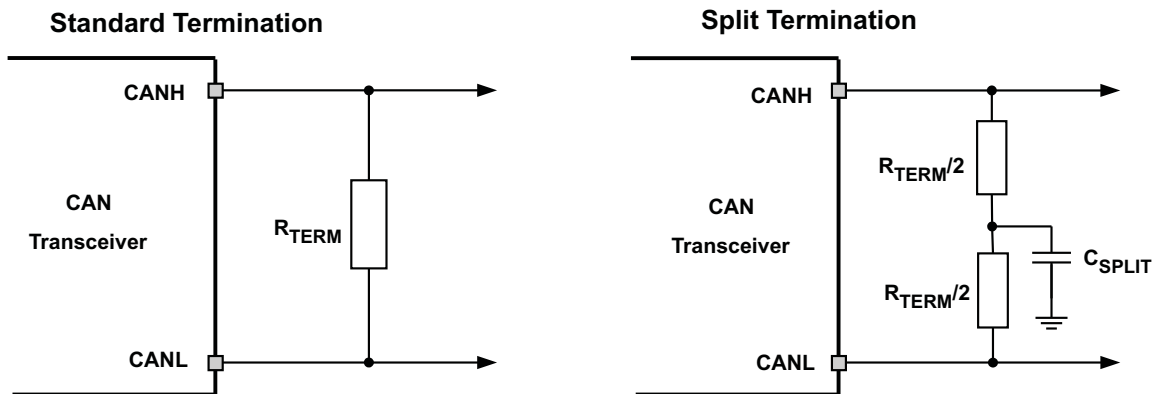 Standard Termination
CANH
CAN
Transceiver
RTERM
CANL
Split Termination
CANH
RTERM/2
CAN
Transceiver
CSPLIT
RTERM/2
CANL